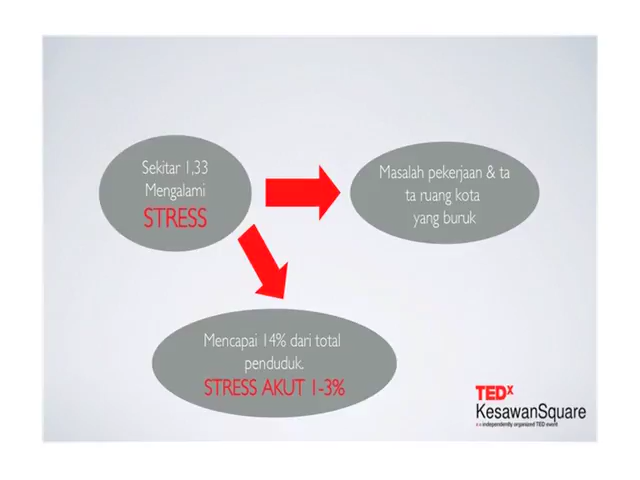 Sekitar 1,33
Mengalami
STRESS
Masalah pekerjaan & ta
ta ruang kota
yang buruk
Mencapai 14% dari total
penduduk.
STRESS AKUT 1-3%
TEDx
KesawanSquare
x = independently organized TED event